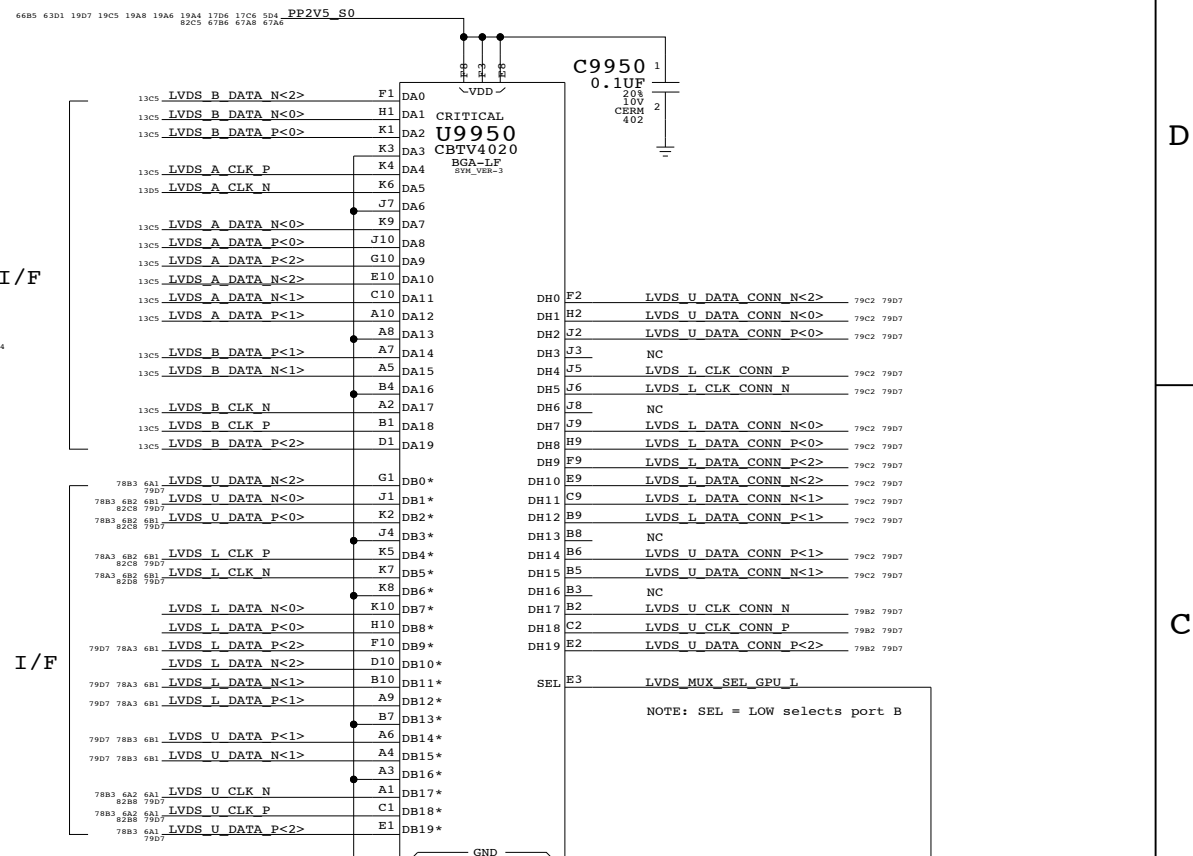 66B5 63D1 19D7 19C5 19A8 19A6 19A4 17D6 17C6 5D4 PP2V5_S0
82C5 67B6 67A8 67A6
F8 F3 E8
VDD
C9950 1
0.1UF
20%
10V 2
CERM
402
D
CRITICAL
U9950
CBTV4020
BGA-LF
SYM_VER-3
13C5 LVDS_B_DATA_N<2> F1 DA0
13C5 LVDS_B_DATA_N<0> H1 DA1
13C5 LVDS_B_DATA_P<0> K1 DA2
K3 DA3
13C5 LVDS_A_CLK_P K4 DA4
13D5 LVDS_A_CLK_N K6 DA5
J7 DA6
13C5 LVDS_A_DATA_N<0> K9 DA7
13C5 LVDS_A_DATA_P<0> J10 DA8
13C5 LVDS_A_DATA_P<2> G10 DA9
I/F
13C5 LVDS_A_DATA_N<2> E10 DA10
13C5 LVDS_A_DATA_N<1> C10 DA11
13C5 LVDS_A_DATA_P<1> A10 DA12
A8 DA13
4
13C5 LVDS_B_DATA_P<1> A7 DA14
13C5 LVDS_B_DATA_N<1> A5 DA15
B4 DA16
13C5 LVDS_B_CLK_N A2 DA17
13C5 LVDS_B_CLK_P B1 DA18
13C5 LVDS_B_DATA_P<2> D1 DA19
78B3 6A1 LVDS_U_DATA_N<2> G1 DB0*
79D7
78B3 6B2 6B1 LVDS_U_DATA_N<0> J1 DB1*
82C8 79D7
78B3 6B2 6B1 LVDS_U_DATA_P<0> K2 DB2*
82C8 79D7
J4 DB3*
78A3 6B2 6B1 LVDS_L_CLK_P K5 DB4*
82C8 79D7
78A3 6B2 6B1 LVDS_L_CLK_N K7 DB5*
82D8 79D7
K8 DB6*
LVDS_L_DATA_N<0> K10 DB7*
LVDS_L_DATA_P<0> H10 DB8*
79D7 78A3 6B1 LVDS_L_DATA_P<2> F10 DB9*
I/F
LVDS_L_DATA_N<2> D10 DB10*
79D7 78A3 6B1 LVDS_L_DATA_N<1> B10 DB11*
79D7 78A3 6B1 LVDS_L_DATA_P<1> A9 DB12*
B7 DB13*
79D7 78B3 6B1 LVDS_U_DATA_P<1> A6 DB14*
79D7 78B3 6B1 LVDS_U_DATA_N<1> A4 DB15*
A3 DB16*
78B3 6A2 6A1 LVDS_U_CLK_N A1 DB17*
82B8 79D7
78B3 6A2 6A1 LVDS_U_CLK_P C1 DB18*
82B8 79D7
78B3 6A1 LVDS_U_DATA_P<2> E1 DB19*
79D7
GND
DH0 F2 LVDS_U_DATA_CONN_N<2> 79C2 79D7
DH1 H2 LVDS_U_DATA_CONN_N<0> 79C2 79D7
DH2 J2 LVDS_U_DATA_CONN_P<0> 79C2 79D7
DH3 J3 NC
DH4 J5 LVDS_L_CLK_CONN_P 79C2 79D7
DH5 J6 LVDS_L_CLK_CONN_N 79C2 79D7
DH6 J8 NC
DH7 J9 LVDS_L_DATA_CONN_N<0> 79C2 79D7
DH8 H9 LVDS_L_DATA_CONN_P<0> 79C2 79D7
DH9 F9 LVDS_L_DATA_CONN_P<2> 79C2 79D7
DH10 E9 LVDS_L_DATA_CONN_N<2> 79C2 79D7
DH11 C9 LVDS_L_DATA_CONN_N<1> 79C2 79D7
DH12 B9 LVDS_L_DATA_CONN_P<1> 79C2 79D7
DH13 B8 NC
DH14 B6 LVDS_U_DATA_CONN_P<1> 79C2 79D7
DH15 B5 LVDS_U_DATA_CONN_N<1> 79C2 79D7
DH16 B3 NC
DH17 B2 LVDS_U_CLK_CONN_N 79B2 79D7
DH18 C2 LVDS_U_CLK_CONN_P 79B2 79D7
DH19 E2 LVDS_U_DATA_CONN_P<2> 79B2 79D7
SEL E3 LVDS_MUX_SEL_GPU_L
NOTE: SEL = LOW selects port B
C